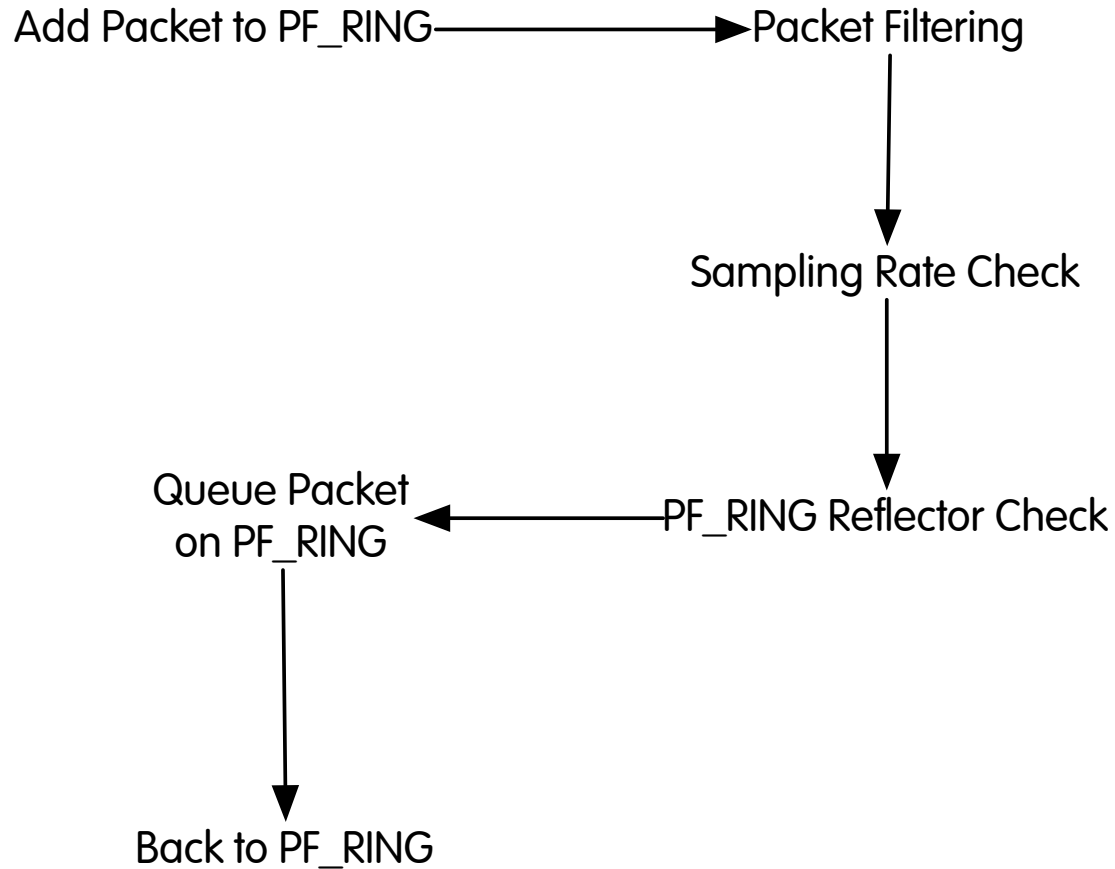 Add Packet to PF_RING
Packet Filtering
Sampling Rate Check
PF_RING Reflector Check
Queue Packet
on PF_RING
Back to PF_RING